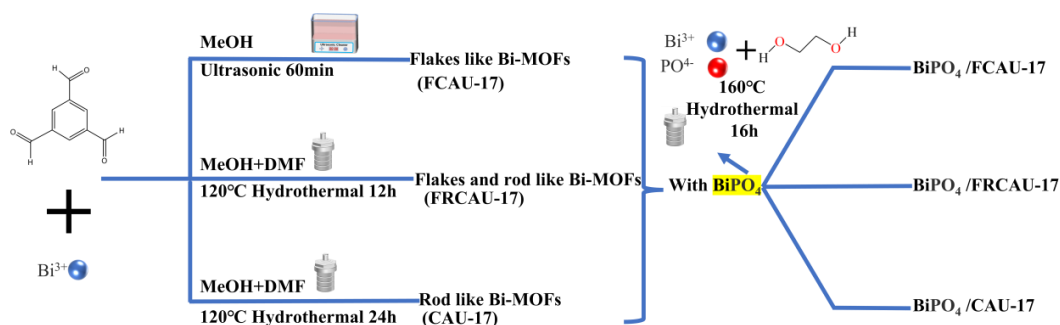 MeOH
Ultrasonic 60min
Flakes like Bi-MOFs
(FCAU-17)
MeOH+DMF
120℃ Hydrothermal 12h
Flakes and rod like Bi-MOFs
(FRCAU-17)
MeOH+DMF
120℃ Hydrothermal 24h
Rod like Bi-MOFs
(CAU-17)
O
H
H
O
O
H
Bi³⁺
Bi³⁺
PO⁴⁻
H
O
O
H
160℃
Hydrothermal
16h
With BiPO₄
BiPO₄ /FCAU-17
BiPO₄ /FRCAU-17
BiPO₄ /CAU-17